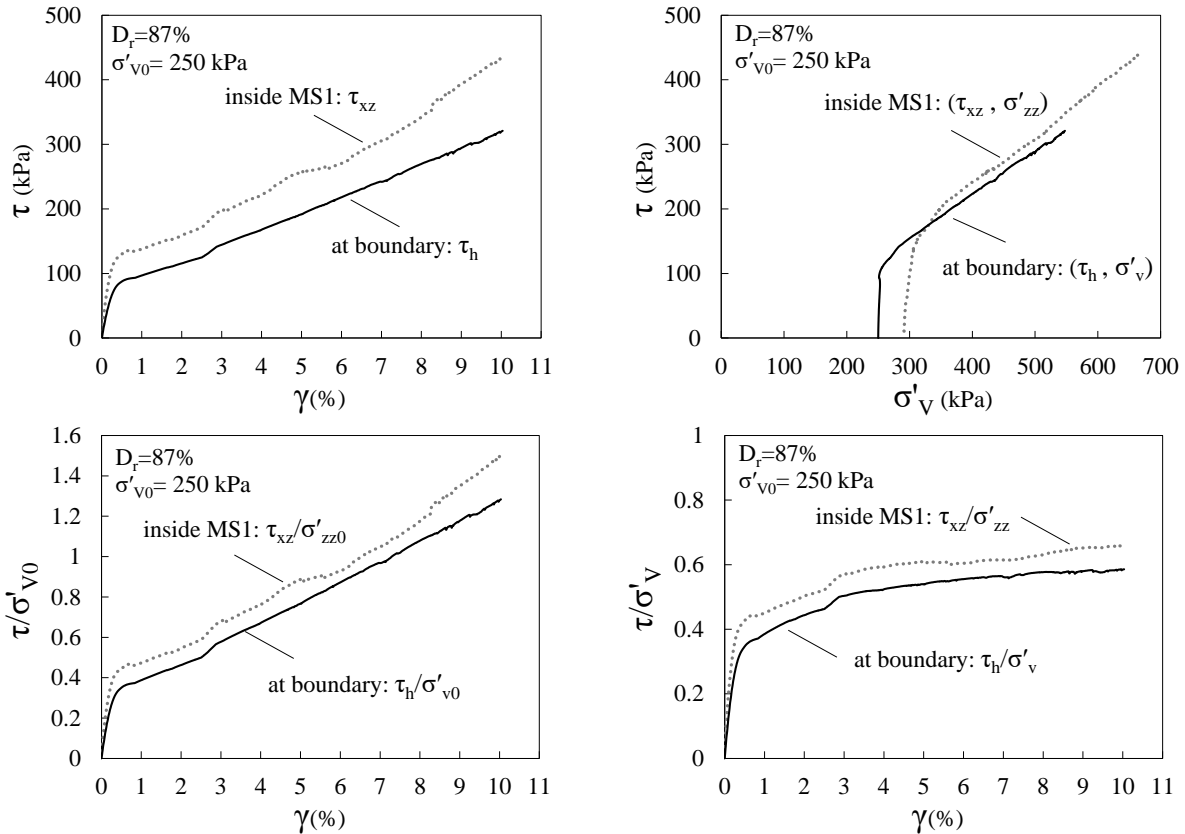 500
400
300
200
100
0
τ (kPa)
D_r=87%
σ'_V0= 250 kPa
inside MS1: τ_xz
at boundary: τ_h
0 1 2 3 4 5 6 7 8 9 10 11
γ(%)
500
400
300
200
100
0
τ (kPa)
D_r=87%
σ'_V0= 250 kPa
inside MS1: (τ_xz , σ'_zz)
at boundary: (τ_h , σ'_v)
0 100 200 300 400 500 600 700
σ'_V (kPa)
1.6
1.4
1.2
1.0
0.8
0.6
0.4
0.2
0
τ/σ'_V0
D_r=87%
σ'_V0= 250 kPa
inside MS1: τ_xz/σ'_zz0
at boundary: τ_h/σ'_v0
0 1 2 3 4 5 6 7 8 9 10 11
γ(%)
1
0.8
0.6
0.4
0.2
0
τ/σ'_V
D_r=87%
σ'_V0= 250 kPa
inside MS1: τ_xz/σ'_zz
at boundary: τ_h/σ'_v
0 1 2 3 4 5 6 7 8 9 10 11
γ(%)